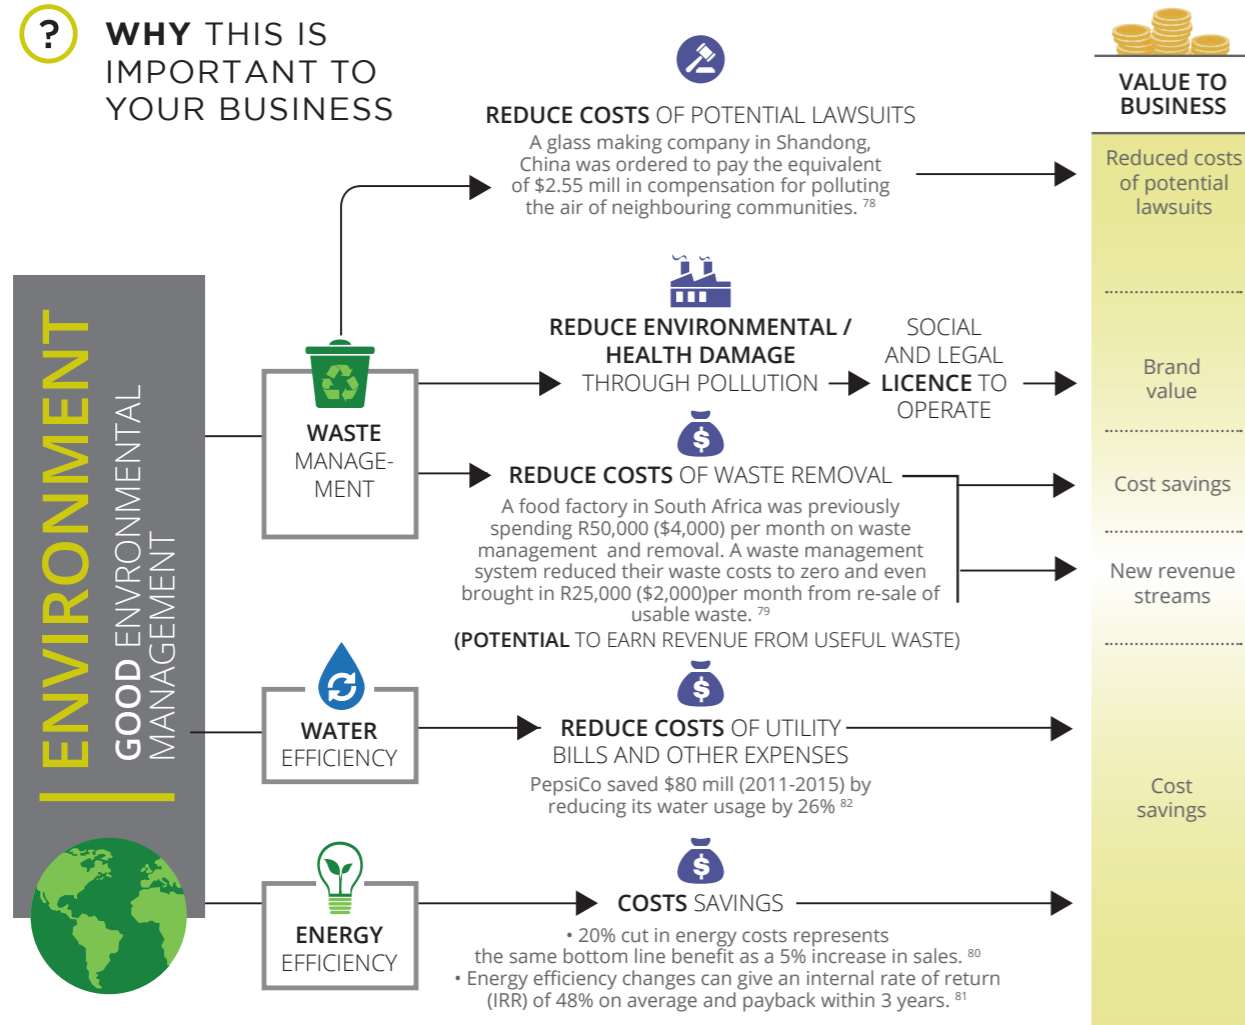 ?
WHY THIS IS
IMPORTANT TO
YOUR BUSINESS
VALUE TO
BUSINESS
REDUCE COSTS OF POTENTIAL LAWSUITS
A glass making company in Shandong,
China was ordered to pay the equivalent
of $2.55 mill in compensation for polluting
the air of neighbouring communities. 78
Reduced costs
of potential
lawsuits
ENVIRONMENT
GOOD ENVIRONMENTAL
MANAGEMENT
WASTE
MANAGE-
MENT
REDUCE ENVIRONMENTAL /
HEALTH DAMAGE
THROUGH POLLUTION
SOCIAL
AND LEGAL
LICENCE TO
OPERATE
Brand
value
$
REDUCE COSTS OF WASTE REMOVAL
A food factory in South Africa was previously
spending R50,000 ($4,000) per month on waste
management and removal. A waste management
system reduced their waste costs to zero and even
brought in R25,000 ($2,000)per month from re-sale of
usable waste. 79
(POTENTIAL TO EARN REVENUE FROM USEFUL WASTE)
Cost savings
New revenue
streams
WATER
EFFICIENCY
$
REDUCE COSTS OF UTILITY
BILLS AND OTHER EXPENSES
PepsiCo saved $80 mill (2011-2015) by
reducing its water usage by 26% 82
Cost
savings
ENERGY
EFFICIENCY
$
COSTS SAVINGS
• 20% cut in energy costs represents
the same bottom line benefit as a 5% increase in sales. 80
• Energy efficiency changes can give an internal rate of return
(IRR) of 48% on average and payback within 3 years. 81